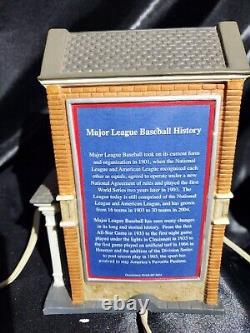 Major League Baseball History
Major League Baseball took on its current form
and organization in 1901, when the National
League and American League recognized each
other as equals, agreed to operate under a new
National Agreement of rules and played the first
World Series two years later in 1903. The
League today is still comprised of the National
League and American League, and has grown
from 16 teams in 1903 to 30 teams in 2004.
Major League Baseball has seen many changes
in its long and storied history. From the first
All-Star Game in 1933 to the first night game
played under the lights in Cincinnati in 1935 to
the first game played on artificial turf in 1966 in
Houston and the addition of the Division Series
to post season play in 1995, the sport has
evolved to stay America's Favorite Pastime.